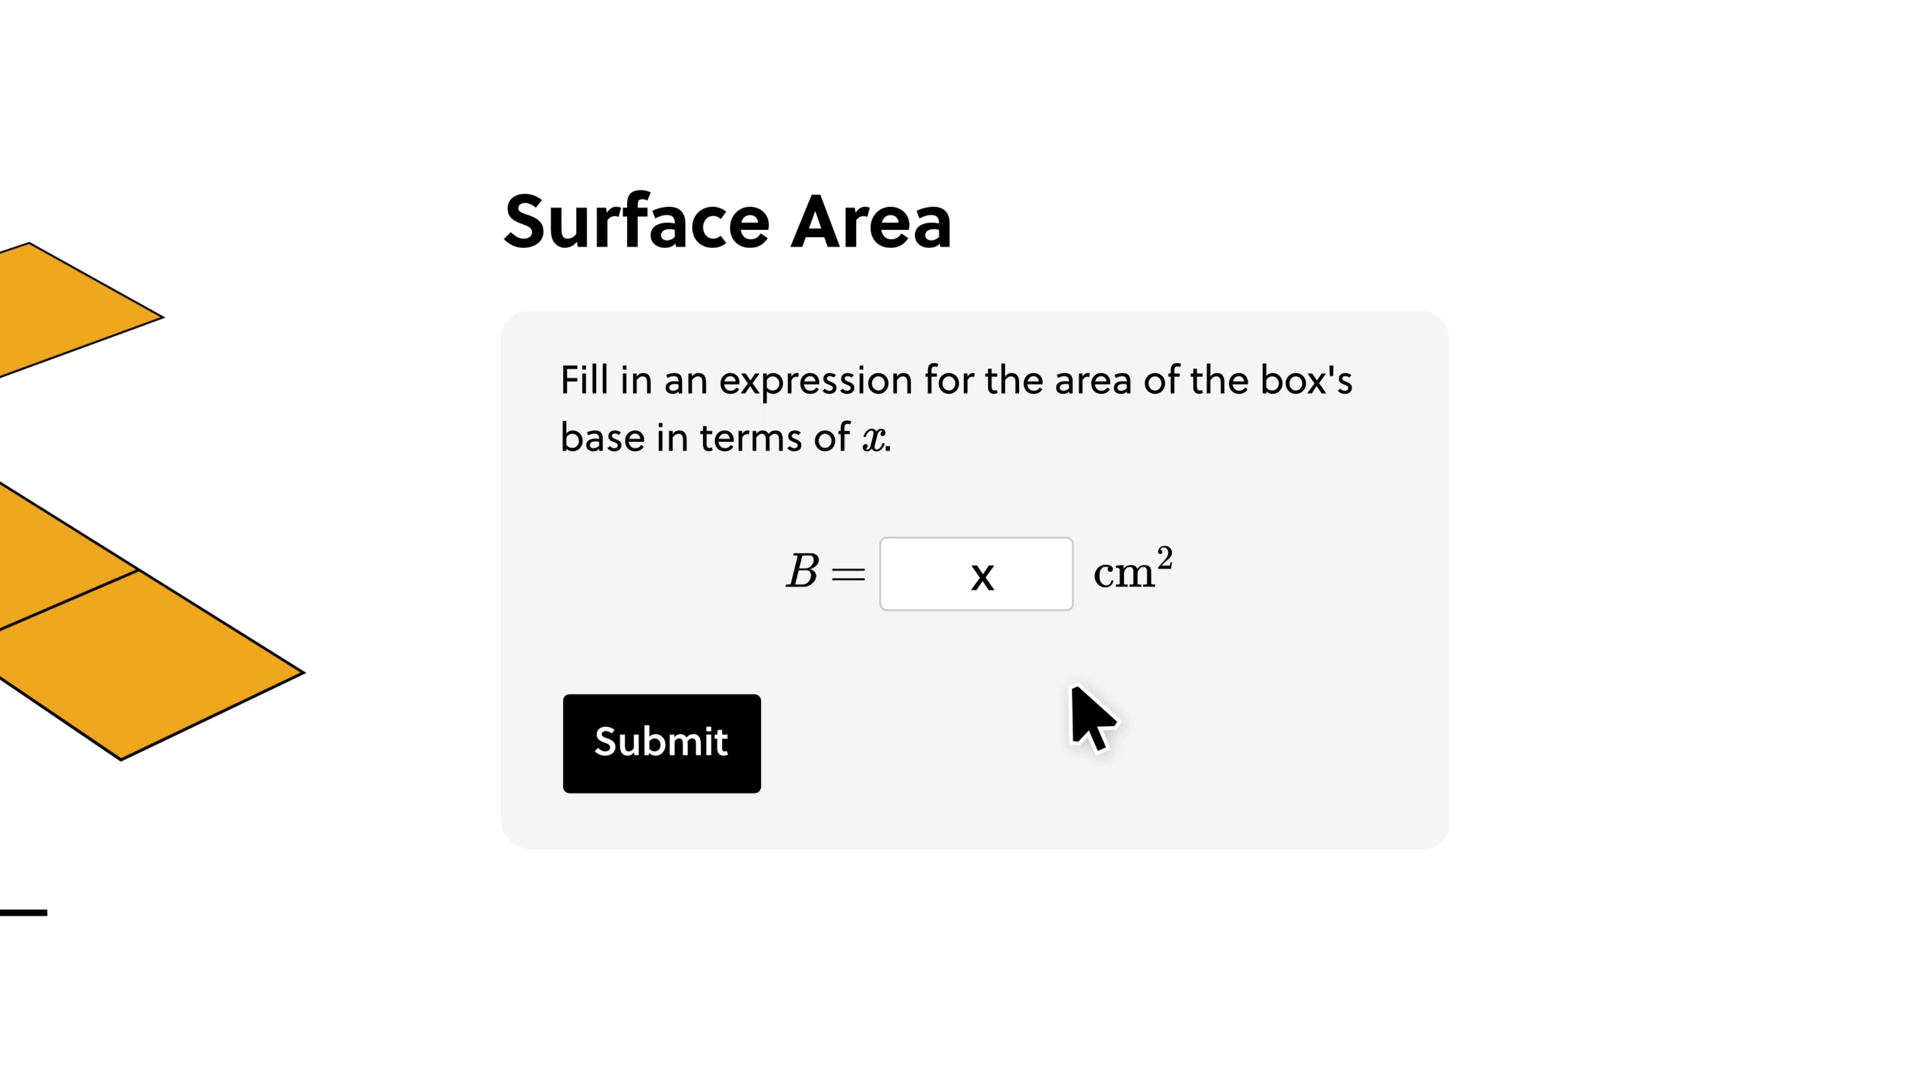 Surface Area
Fill in an expression for the area of the box's
base in terms of x.
B = x cm²
Submit